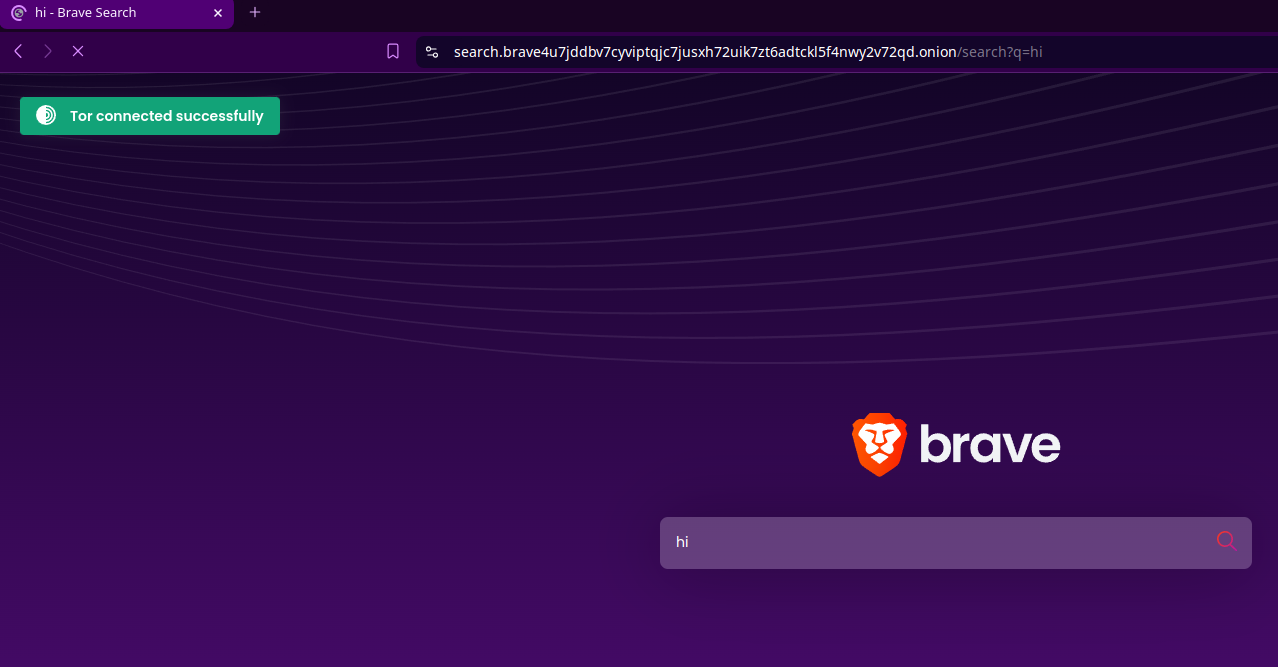 hi - Brave Search
search.brave4u7jddbv7cyviptqjc7jusxh72uik7zt6adtckl5f4nwy2v72qd.onion/search?q=hi
Tor connected successfully
brave
hi